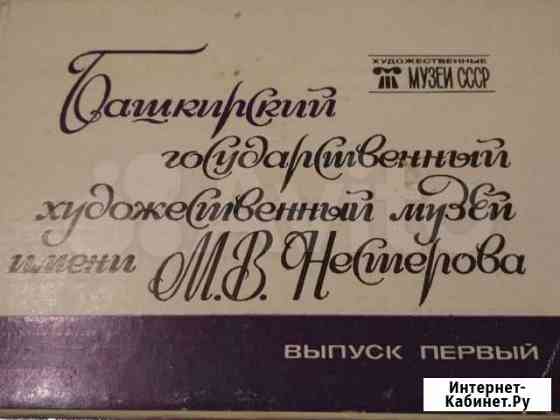 ХУДОЖЕСТВЕННЫЕ
МУЗЕИ СССР
Башкирский
государственный
художественный музей
имени М.В. Нестерова
ВЫПУСК ПЕРВЫЙ
Интернет-
Кабинет.Ру